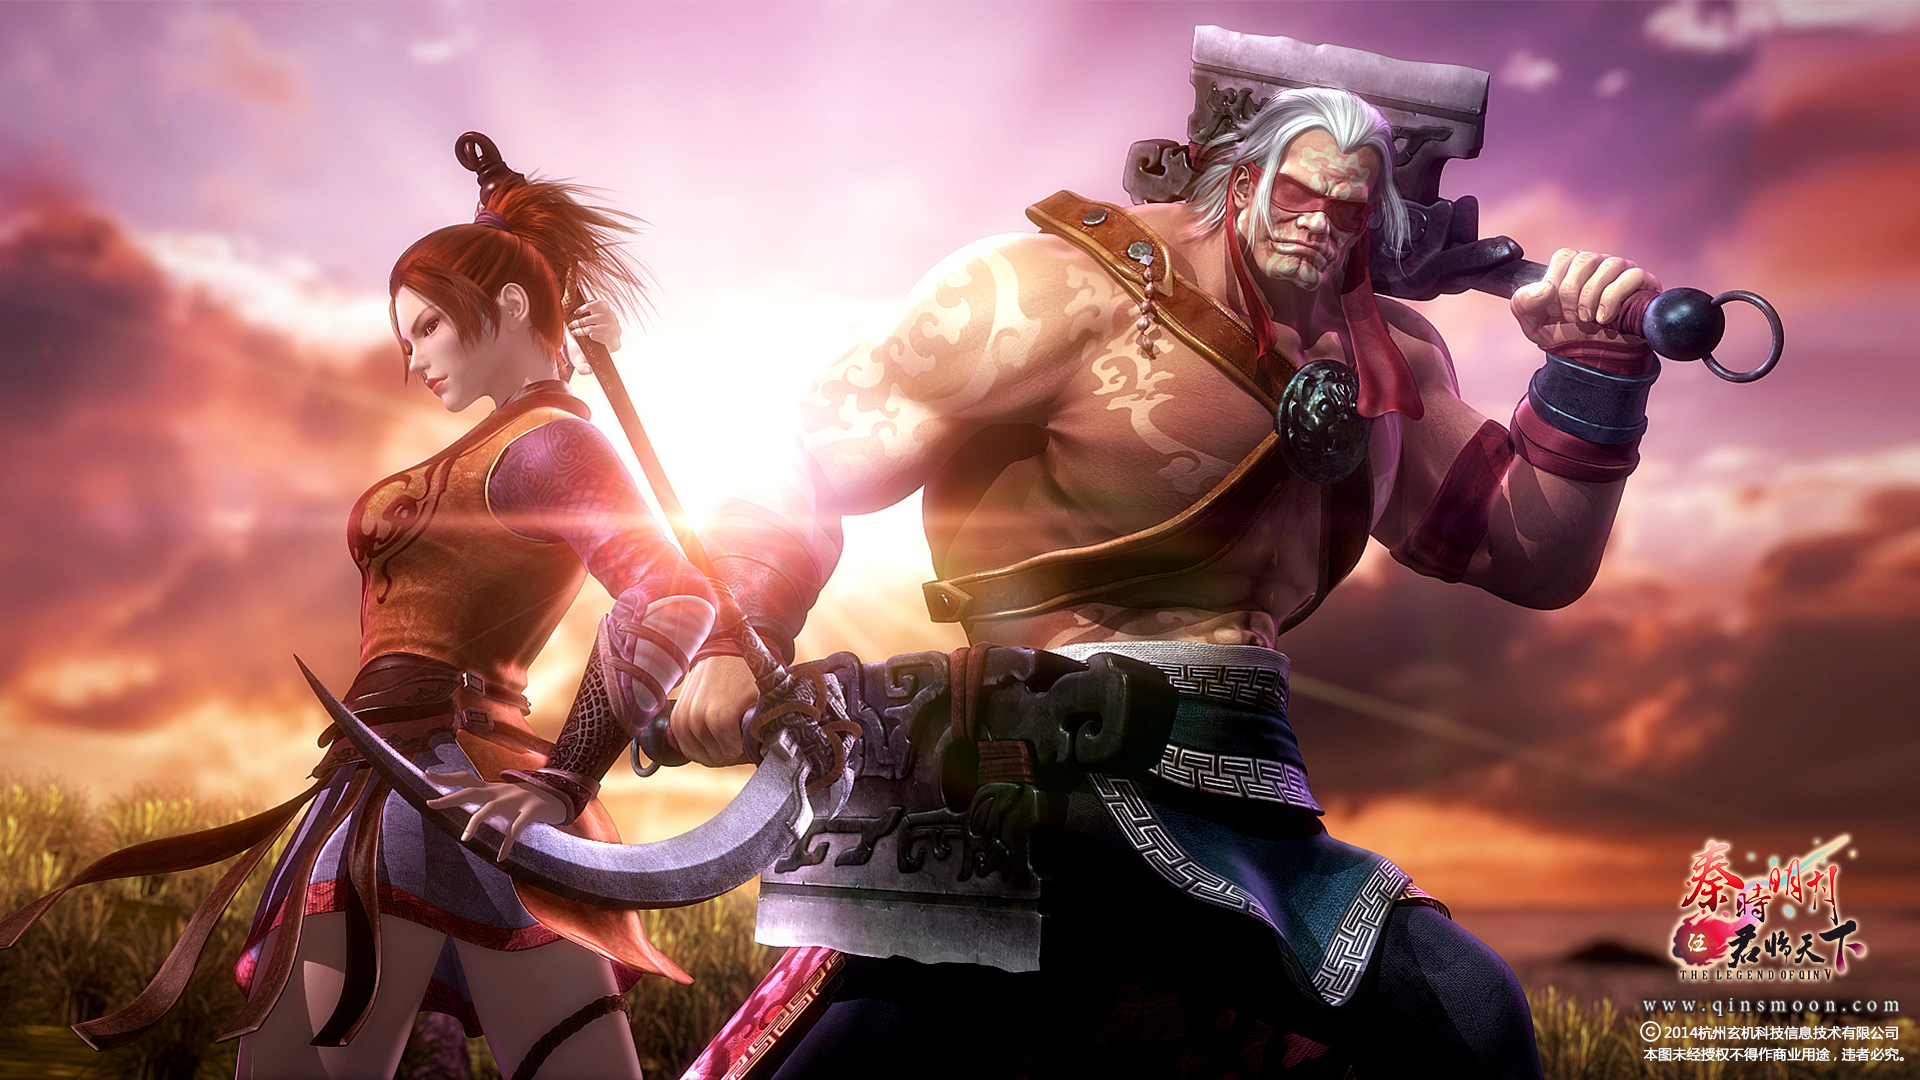 秦時明月
伍 君临天下
THE LEGEND OF QIN V
www.qinsmoon.com
©2014杭州玄机科技信息技术有限公司
本图未经授权不得作商业用途，违者必究。